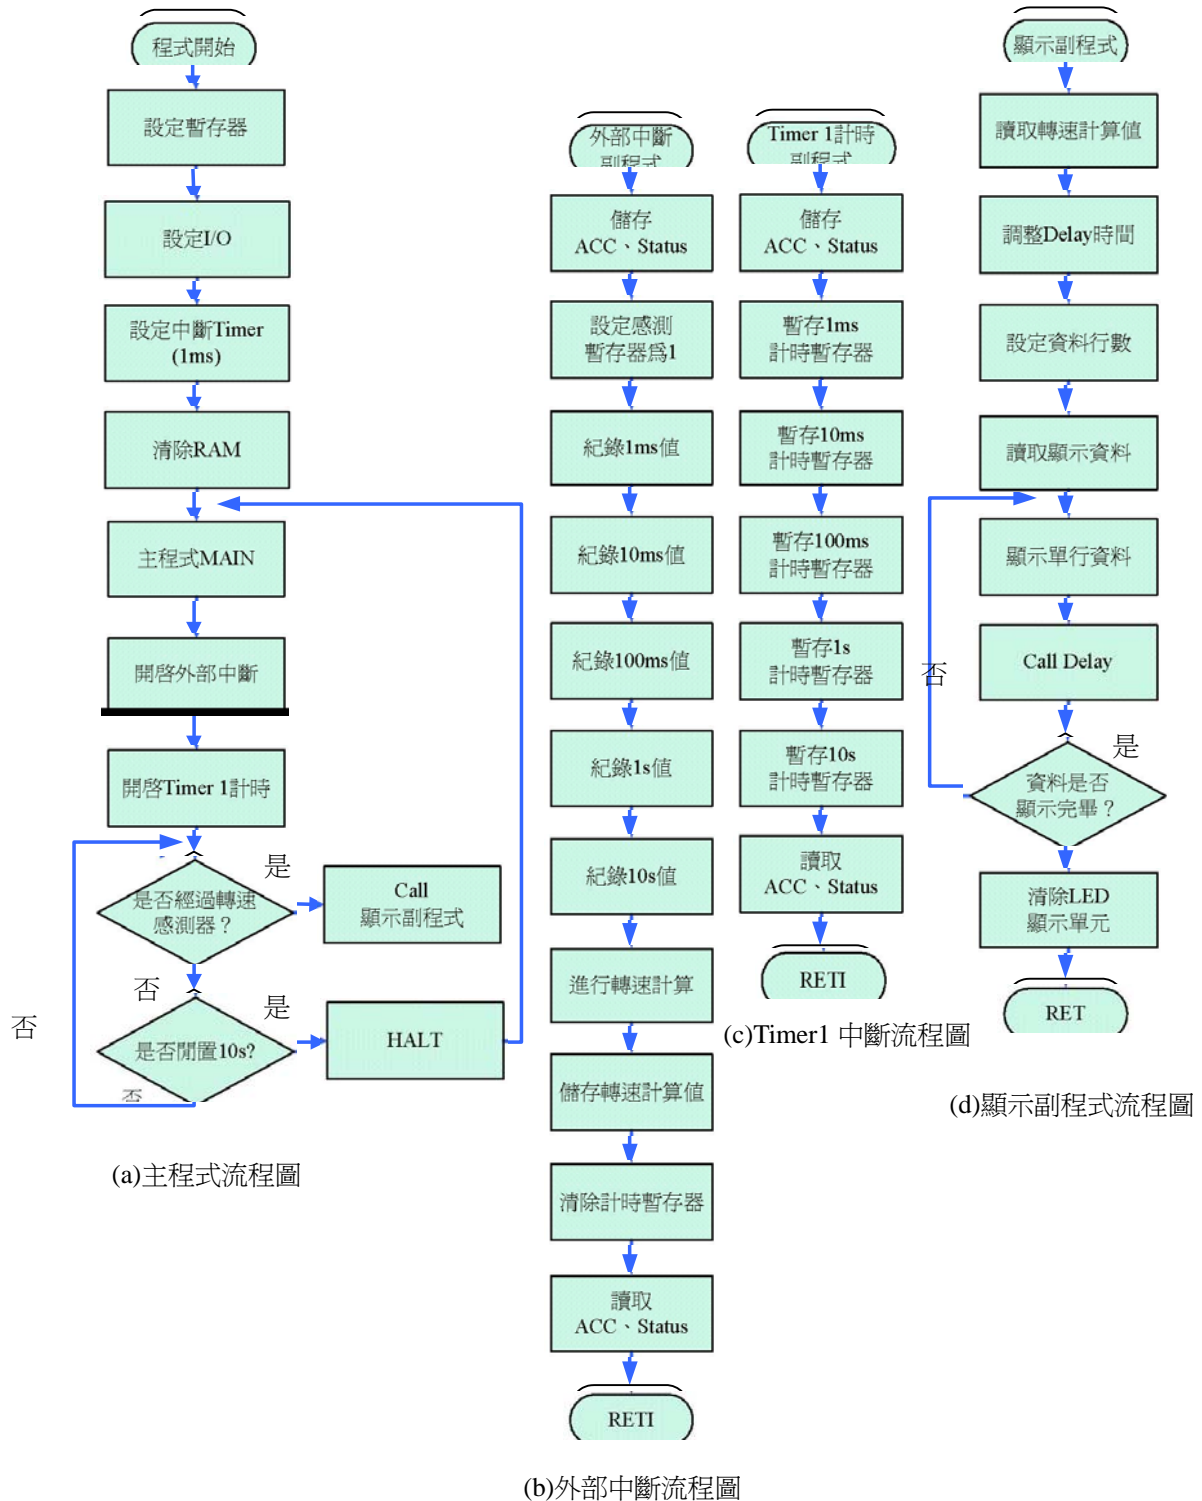 程式開始
設定暫存器
設定I/O
設定中斷Timer
(1ms)
清除RAM
主程式MAIN
開啓外部中斷
開啓Timer 1計時
是否經過轉速
感測器？
是
Call
顯示副程式
否
是否閒置10s?
是
HALT
否
否
(a)主程式流程圖
外部中斷
副程式
儲存
ACC、Status
設定感測
暫存器爲1
紀錄1ms值
紀錄10ms值
紀錄100ms值
紀錄1s值
紀錄10s值
進行轉速計算
儲存轉速計算值
清除計時暫存器
讀取
ACC、Status
RETI
(b)外部中斷流程圖
Timer 1計時
副程式
儲存
ACC、Status
暫存1ms
計時暫存器
暫存10ms
計時暫存器
暫存100ms
計時暫存器
暫存1s
計時暫存器
暫存10s
計時暫存器
讀取
ACC、Status
RETI
(c)Timer1 中斷流程圖
顯示副程式
讀取轉速計算值
調整Delay時間
設定資料行數
讀取顯示資料
顯示單行資料
Call Delay
否
是
資料是否
顯示完畢？
清除LED
顯示單元
RET
(d)顯示副程式流程圖